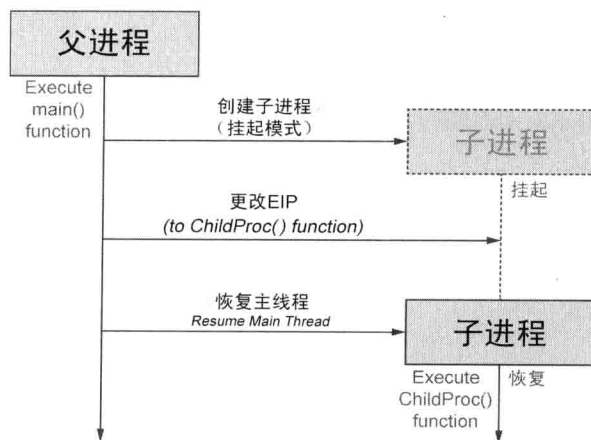 父进程
Execute
main()
function
创建子进程
（挂起模式）
子进程
挂起
更改EIP
(to ChildProc() function)
恢复主线程
Resume Main Thread
子进程
Execute
ChildProc()
function
恢复